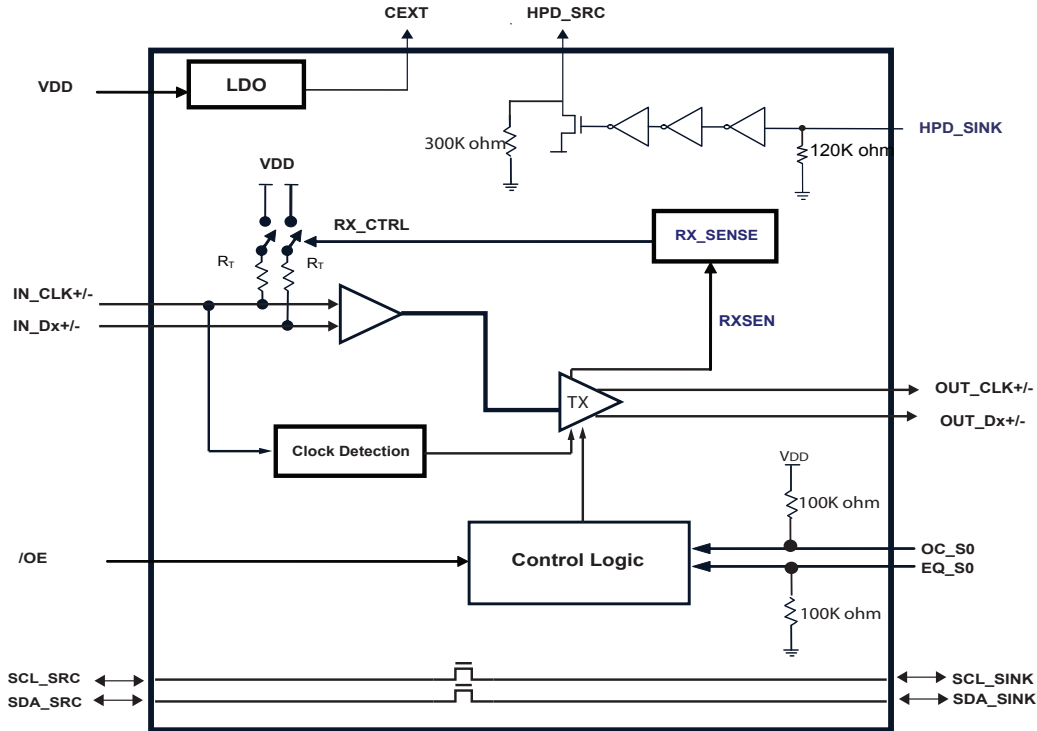 CEXT
HPD_SRC
VDD
LDO
300K ohm
HPD_SINK
120K ohm
VDD
RX_CTRL
RX_SENSE
RT
RT
IN_CLK+/-
IN_Dx+/-
RXSEN
TX
OUT_CLK+/-
OUT_Dx+/-
Clock Detection
VDD
100K ohm
/OE
Control Logic
OC_S0
EQ_S0
100K ohm
SCL_SRC
SCL_SINK
SDA_SRC
SDA_SINK